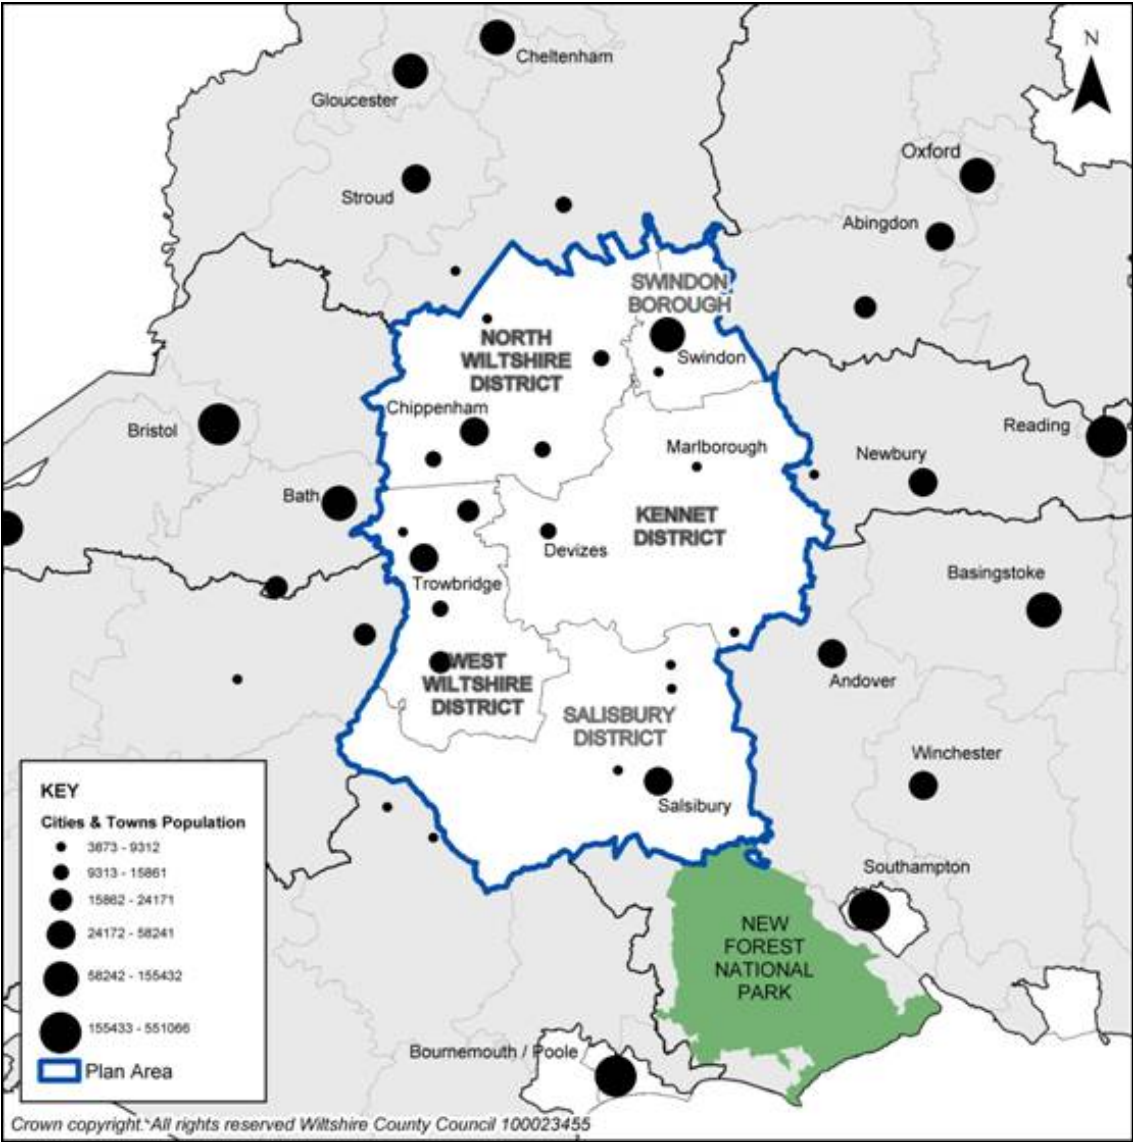 N
Cheltenham
Gloucester
Oxford
Stroud
Abingdon
SWINDON
BOROUGH
NORTH
WILTSHIRE
DISTRICT
Swindon
Chippenham
Bristol
Reading
Marlborough
Newbury
Bath
KENNET
DISTRICT
Devizes
Trowbridge
Basingstoke
WEST
WILTSHIRE
DISTRICT
Andover
SALISBURY
DISTRICT
Winchester
Salsibury
KEY
Cities & Towns Population
3673 - 9312
9313 - 15861
15862 - 24171
24172 - 58241
58242 - 155432
155433 - 551066
Plan Area
Southampton
NEW
FOREST
NATIONAL
PARK
Bournemouth / Poole
Crown copyright. All rights reserved Wiltshire County Council 100023455